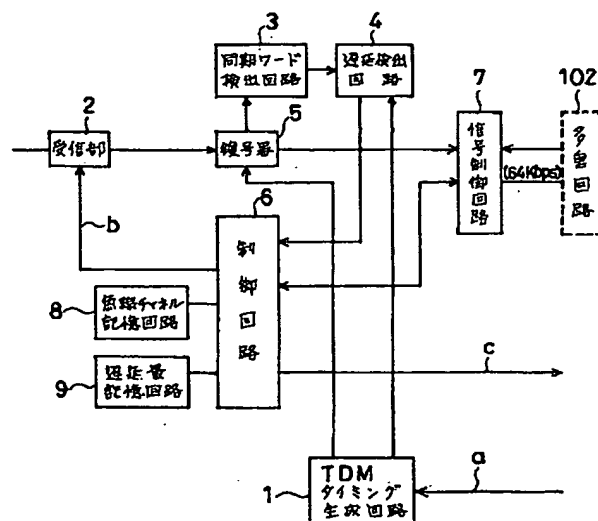 3
同期ワード
検出回路
4
遅延検出
回路
2
受信部
5
復号器
7
信号制御回路
102
多重回路
(64Kbps)
6
制御回路
b
8
通話チャネル
記憶回路
9
遅延量
記憶回路
c
1
TDM
タイミング
生成回路
a